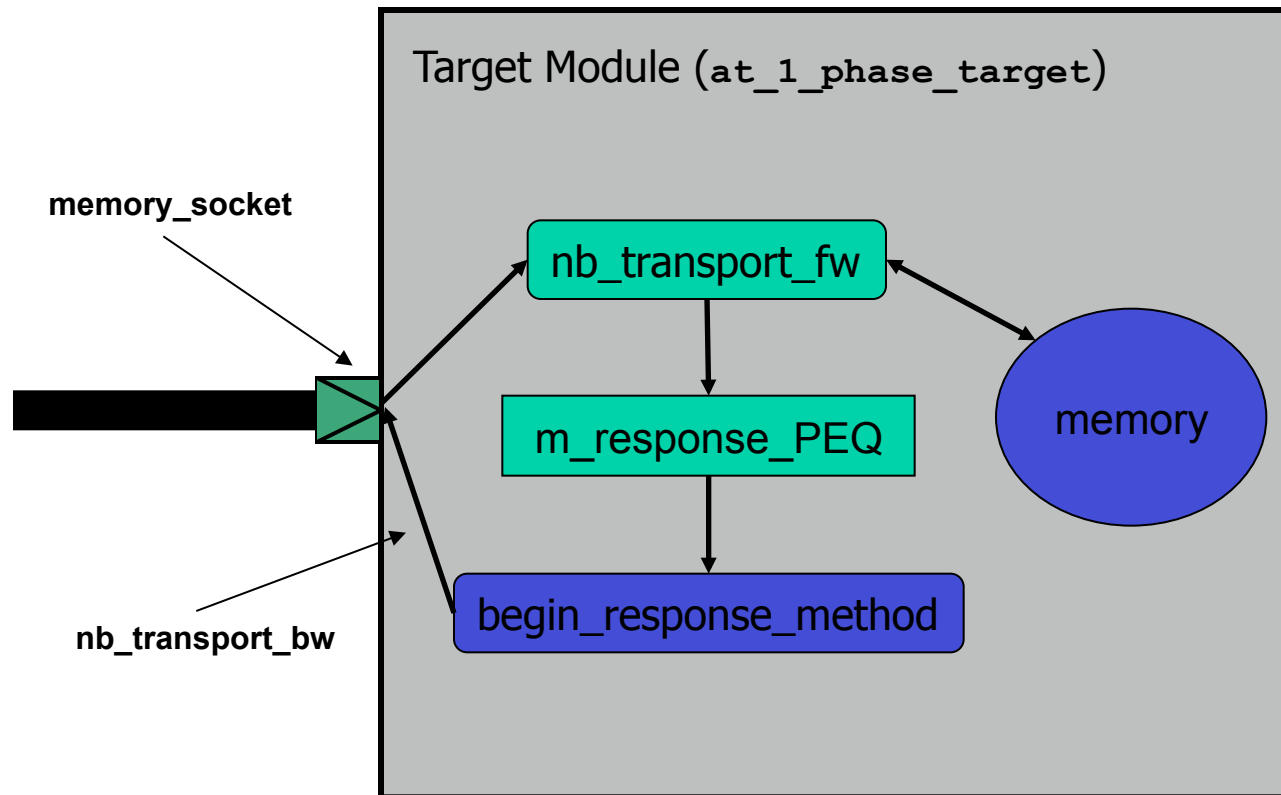 Target Module (at_1_phase_target)
memory_socket
nb_transport_fw
memory
m_response_PEQ
begin_response_method
nb_transport_bw